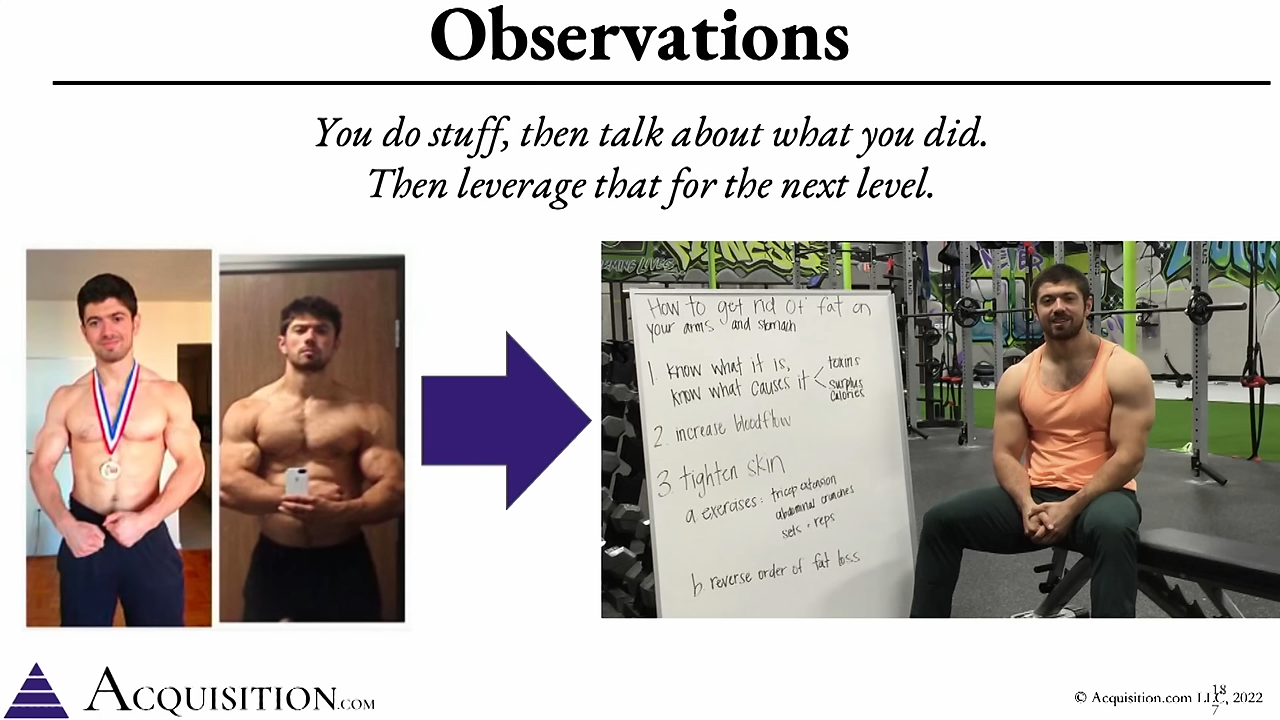 Observations
You do stuff, then talk about what you did.
Then leverage that for the next level.
FITNESS
How to get rid of fat on
your arms and stomach
1 know what it is,
know what causes it < toxins
surplus
calories
2. increase bloodflow
3. tighten skin
a exercises: tricep extension
abdominal crunches
sets · reps
b. reverse order of fat loss
ACQUISITION.COM
© Acquisition.com LLC, 2022
18
7